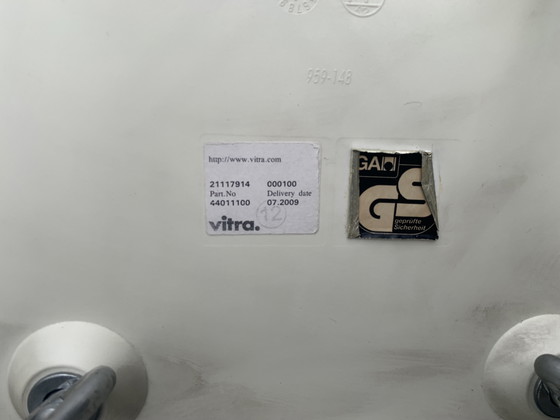 959-148
http://www.vitra.com
21117914 000100
Part.No Delivery date
44011100 07.2009
vitra.
12
GS
geprüfte
Sicherheit